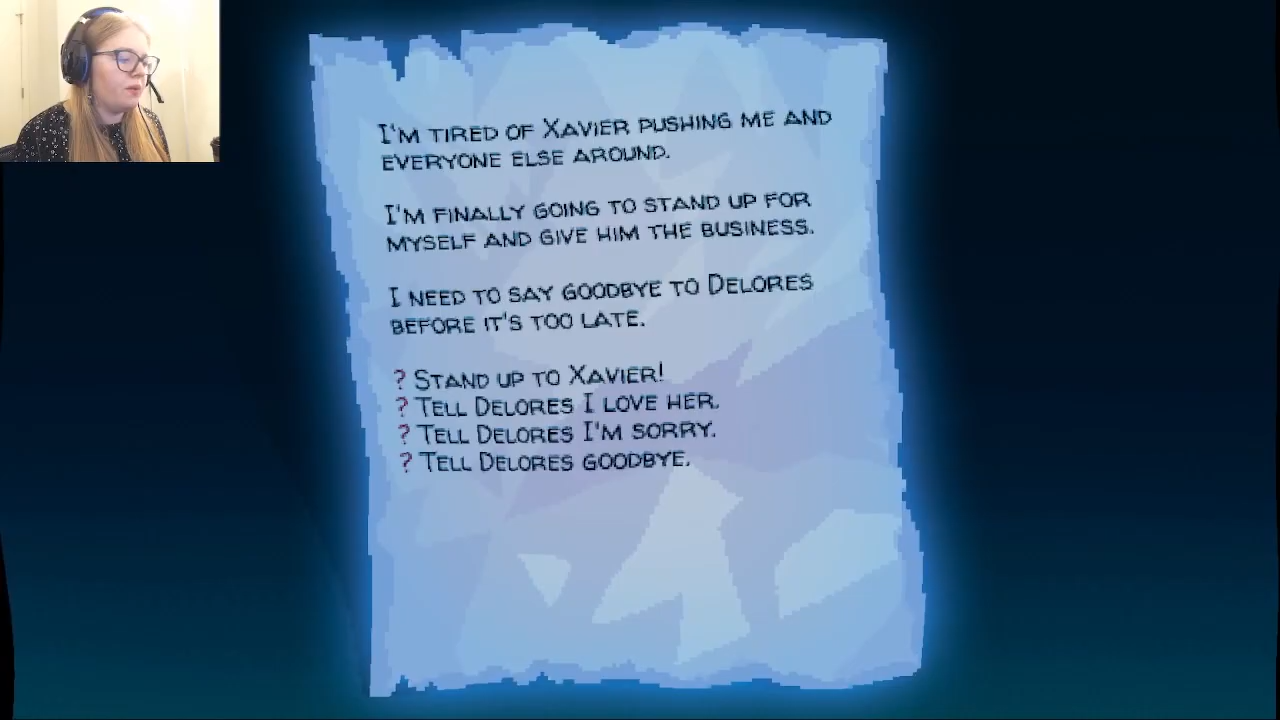 I'm tired of Xavier pushing me and
everyone else around.
I'm finally going to stand up for
myself and give him the business.
I need to say goodbye to Delores
before it's too late.
? Stand up to Xavier!
? Tell Delores I love her.
? Tell Delores I'm sorry.
? Tell Delores goodbye.